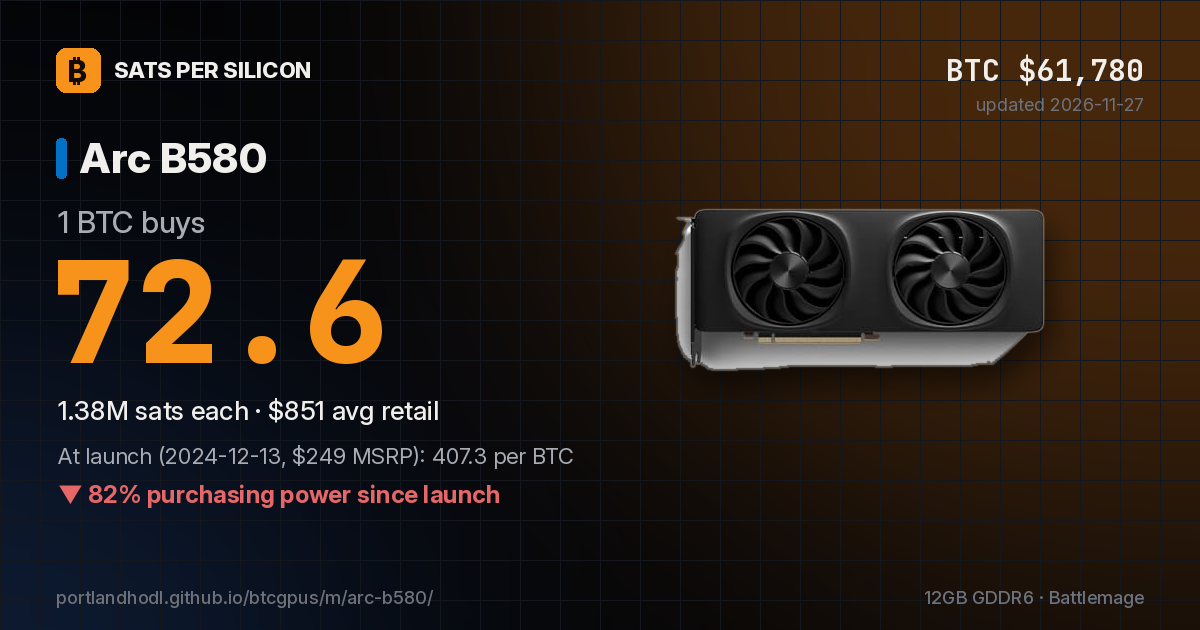 ₿ SATS PER SILICON
BTC $61,780
updated 2026-11-27
Arc B580
1 BTC buys
72.6
1.38M sats each · $851 avg retail
At launch (2024-12-13, $249 MSRP): 407.3 per BTC
▼ 82% purchasing power since launch
portlandhodl.github.io/btcgpus/m/arc-b580/
12GB GDDR6 · Battlemage